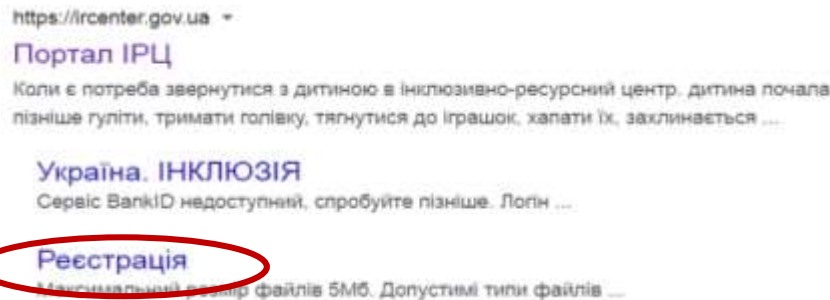 https://ircenter.gov.ua
Портал ІРЦ
Коли є потреба звернутися з дитиною в інклюзивно-ресурсний центр. дитина почала
пізніше гуліти, тримати голівку, тягнутися до іграшок, хапати їх, захлинається ...
Україна. ІНКЛЮЗІЯ
Сервіс BankID недоступний, спробуйте пізніше. Логін ...
Реєстрація
Максимальний розмір файлів 5Мб. Допустимі типи файлів ...